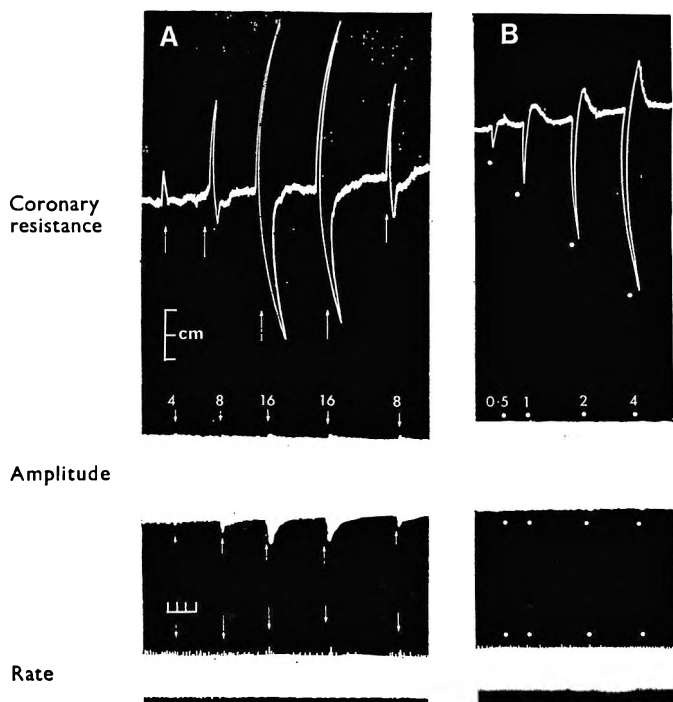 A
B
Coronary
resistance
cm
4 8 16 16 8
0·5 1 2 4
Amplitude
Rate